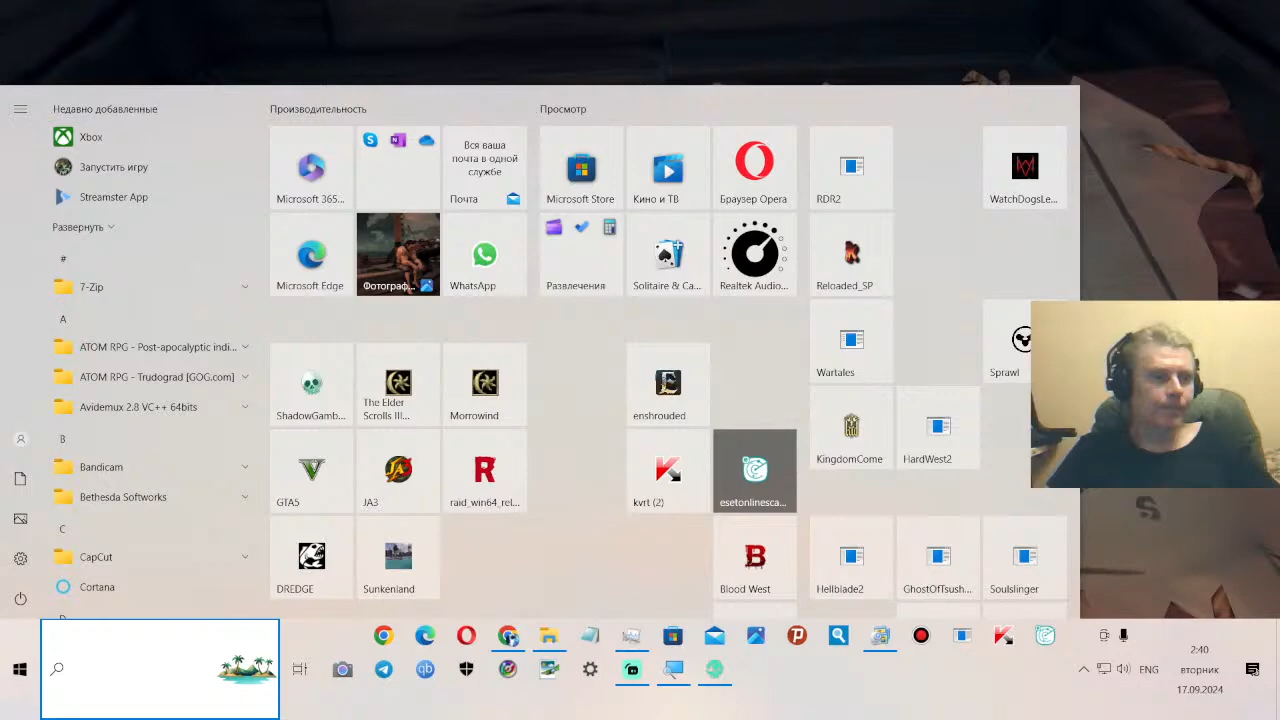 Недавно добавленные
Xbox
Запустить игру
Streamster App
Развернуть
#
7-Zip
A
ATOM RPG - Post-apocalyptic indi...
ATOM RPG - Trudograd [GOG.com]
Avidemux 2.8 VC++ 64bits
B
Bandicam
Bethesda Softworks
C
CapCut
Cortana
Производительность
Microsoft 365...
Вся ваша
почта в одной
службе
Почта
Microsoft Edge
Фотограф...
WhatsApp
ShadowGamb...
The Elder
Scrolls III...
Morrowind
GTA5
JA3
raid_win64_rel...
DREDGE
Sunkenland
Просмотр
Microsoft Store
Кино и ТВ
Браузер Opera
Развлечения
Solitaire & Ca...
Realtek Audio...
enshrouded
kvrt (2)
esetonlinesca...
Blood West
RDR2
WatchDogsLe...
Reloaded_SP
Wartales
Sprawl
KingdomCome
HardWest2
Hellblade2
GhostOfTsush...
Soulslinger
ENG
2:40
вторник
17.09.2024